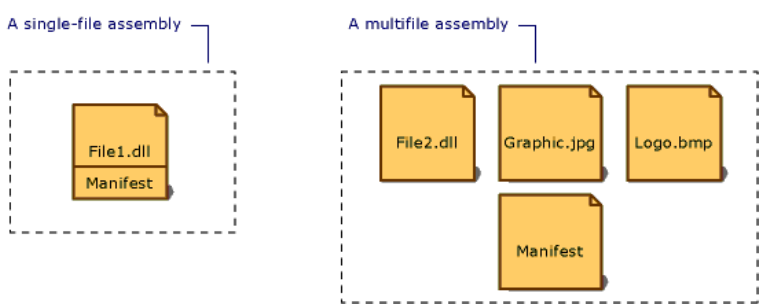 A single-file assembly
A multifile assembly
File1.dll
Manifest
File2.dll
Graphic.jpg
Logo.bmp
Manifest